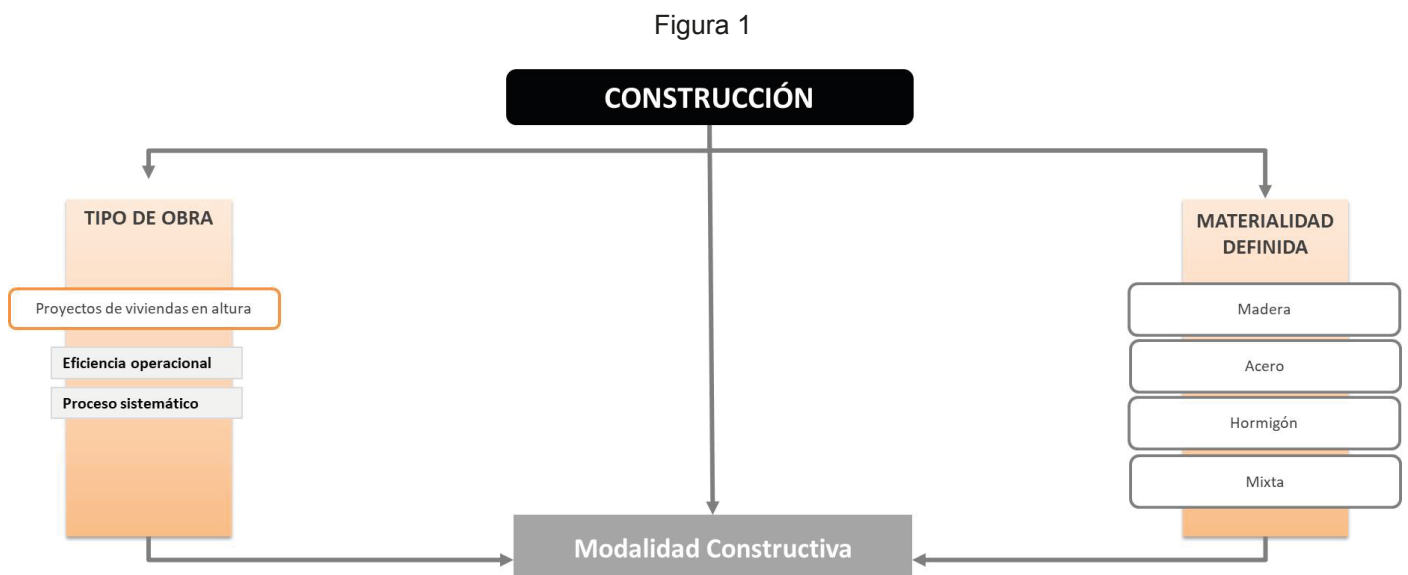 Figura 1
CONSTRUCCIÓN
TIPO DE OBRA
Proyectos de viviendas en altura
Eficiencia operacional
Proceso sistemático
MATERIALIDAD
DEFINIDA
Madera
Acero
Hormigón
Mixta
Modalidad Constructiva